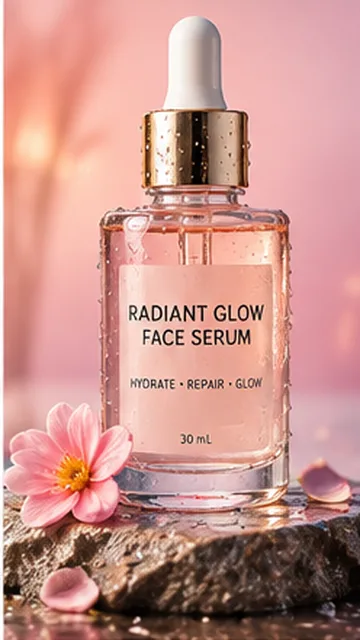 RADIANT GLOW
FACE SERUM
HYDRATE • REPAIR • GLOW
30 mL